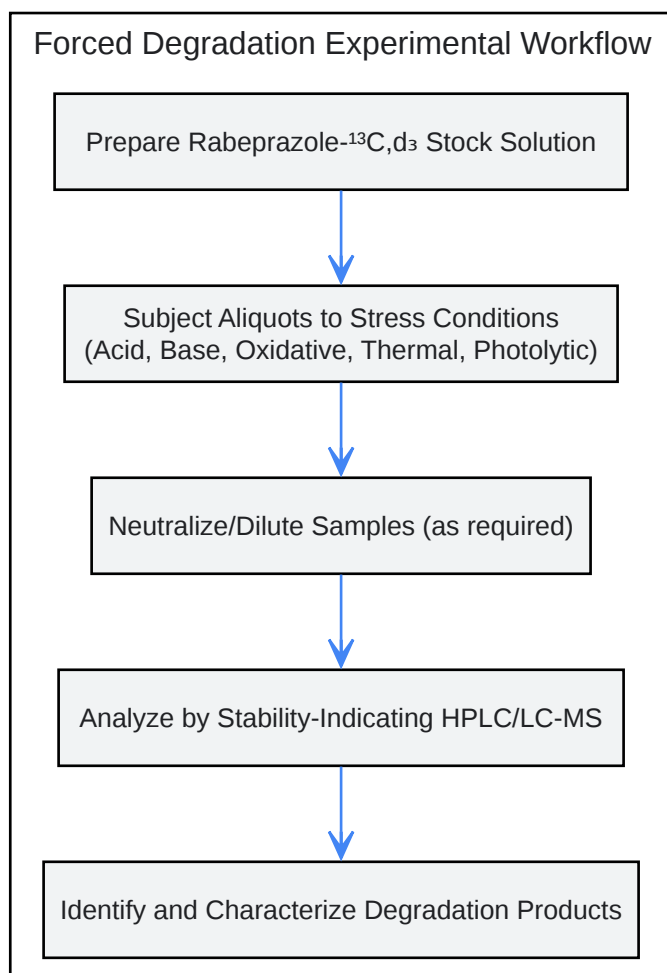 Forced Degradation Experimental Workflow
Prepare Rabeprazole-¹³C,d₃ Stock Solution
Subject Aliquots to Stress Conditions
(Acid, Base, Oxidative, Thermal, Photolytic)
Neutralize/Dilute Samples (as required)
Analyze by Stability-Indicating HPLC/LC-MS
Identify and Characterize Degradation Products